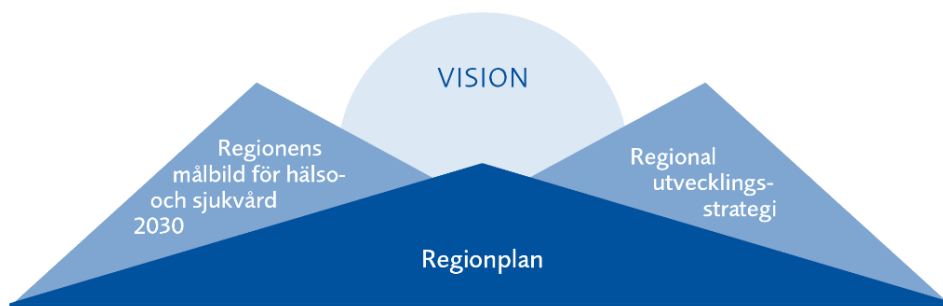 VISION
Regionens
målbild för hälso-
och sjukvård
2030
Regional
utvecklings-
strategi
Regionplan